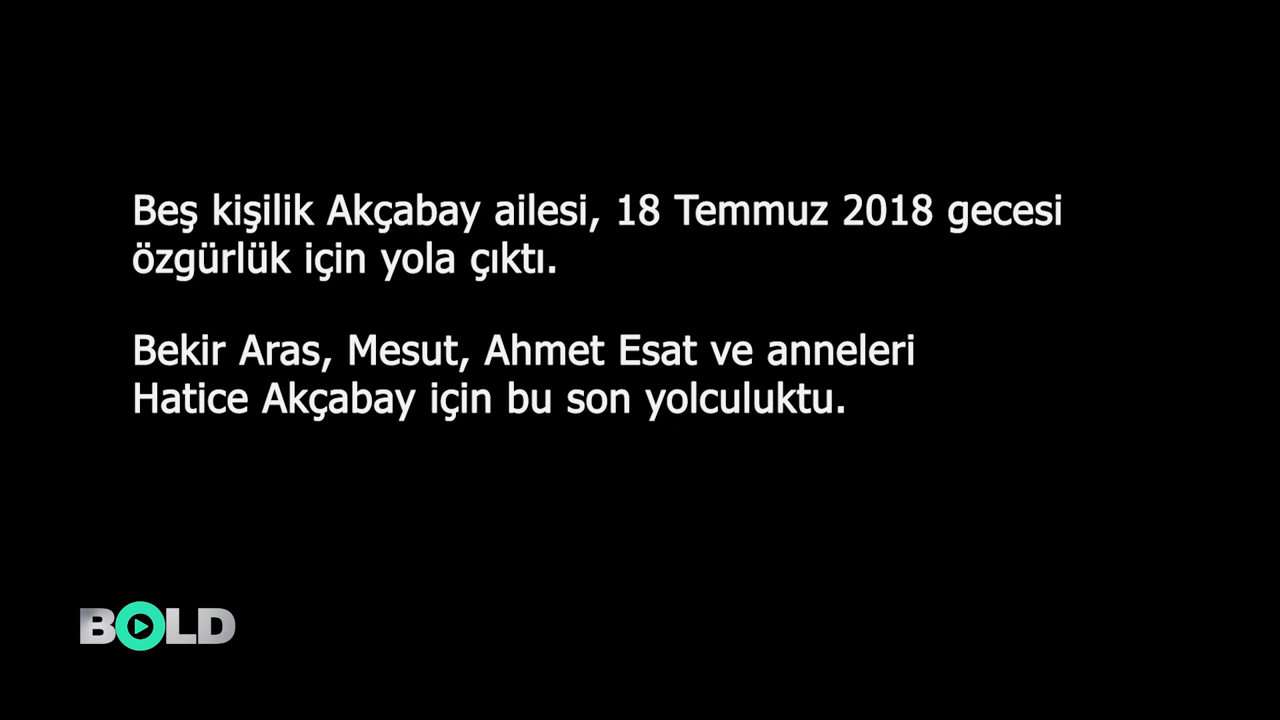 Beş kişilik Akçabay ailesi, 18 Temmuz 2018 gecesi
özgürlük için yola çıktı.
Bekir Aras, Mesut, Ahmet Esat ve anneleri
Hatice Akçabay için bu son yolculuktu.
BOLD